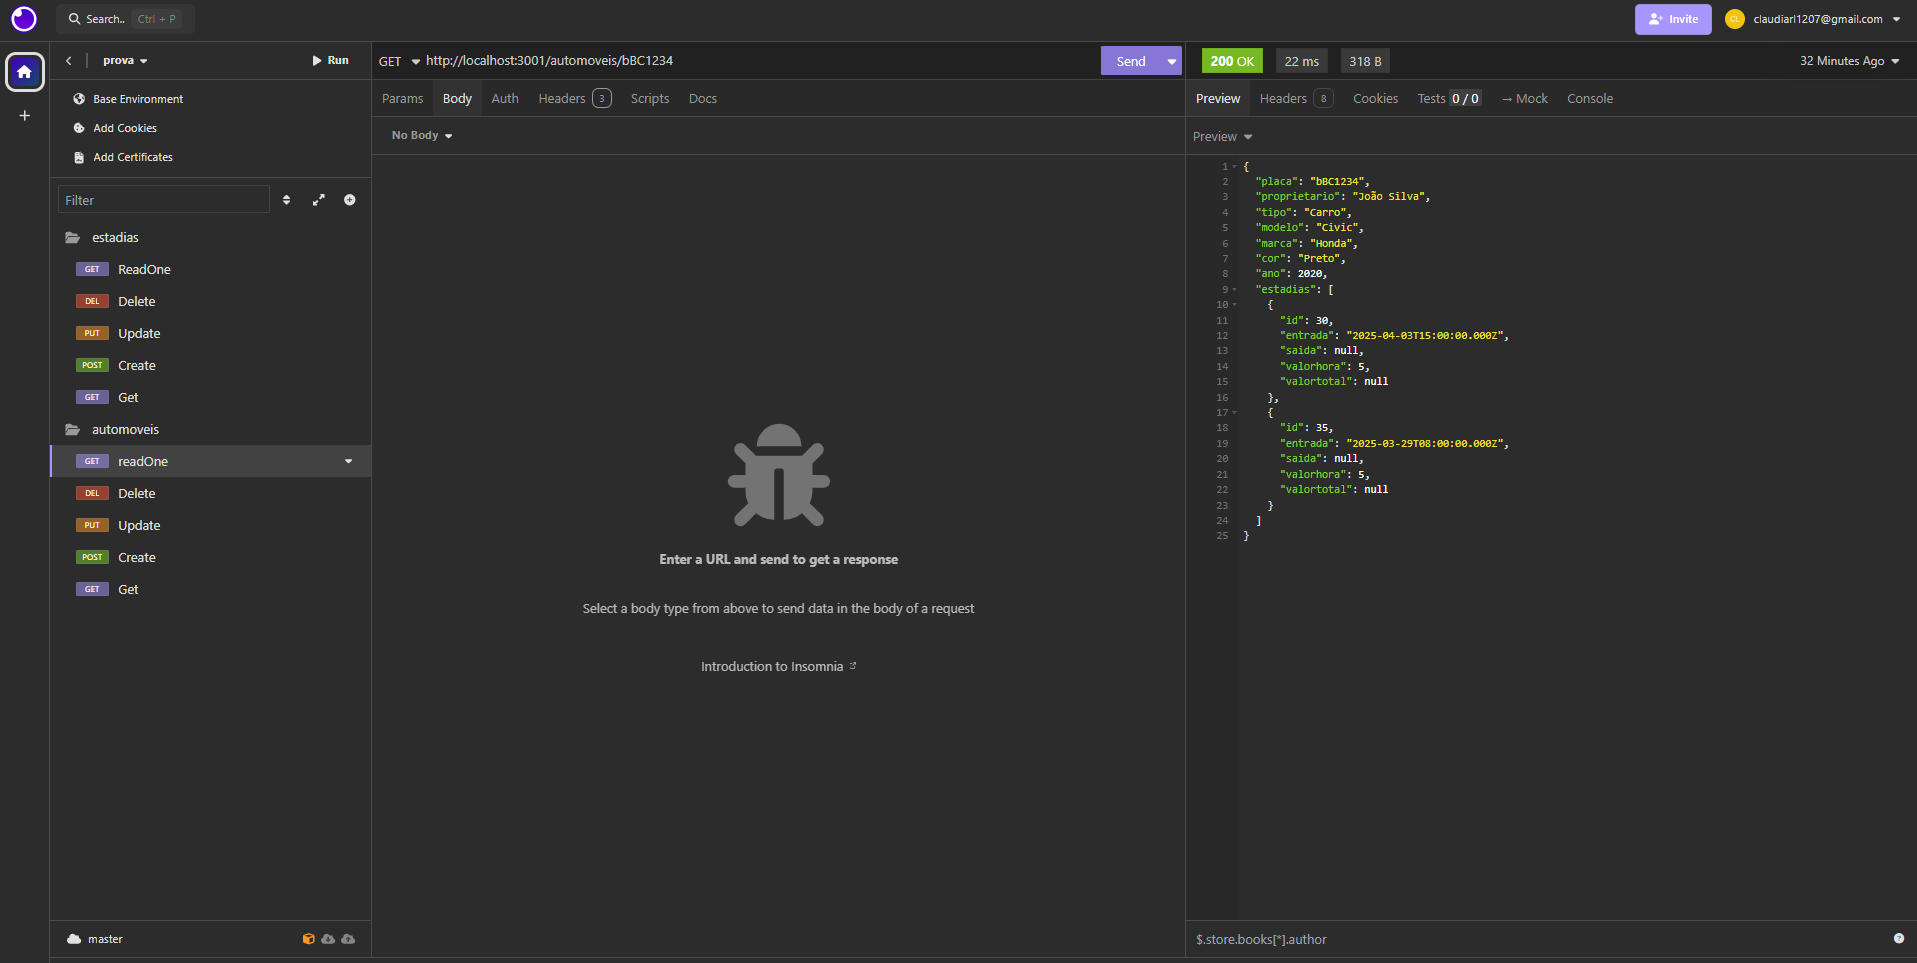 Search.. Ctrl + P
Invite
CL claudiarl1207@gmail.com
prova
Run
Base Environment
Add Cookies
Add Certificates
Filter
estadias
GET ReadOne
DEL Delete
PUT Update
POST Create
GET Get
automoveis
GET readOne
DEL Delete
PUT Update
POST Create
GET Get
master
GET http://localhost:3001/automoveis/bBC1234 Send
Params Body Auth Headers 3 Scripts Docs
No Body
Enter a URL and send to get a response
Select a body type from above to send data in the body of a request
Introduction to Insomnia
200 OK 22 ms 318 B 32 Minutes Ago
Preview Headers 8 Cookies Tests 0 / 0 → Mock Console
Preview
1 {
2 "placa": "bBC1234",
3 "proprietario": "João Silva",
4 "tipo": "Carro",
5 "modelo": "Civic",
6 "marca": "Honda",
7 "cor": "Preto",
8 "ano": 2020,
9 "estadias": [
10 {
11 "id": 30,
12 "entrada": "2025-04-03T15:00:00.000Z",
13 "saida": null,
14 "valorhora": 5,
15 "valortotal": null
16 },
17 {
18 "id": 35,
19 "entrada": "2025-03-29T08:00:00.000Z",
20 "saida": null,
21 "valorhora": 5,
22 "valortotal": null
23 }
24 ]
25 }
$.store.books[*].author